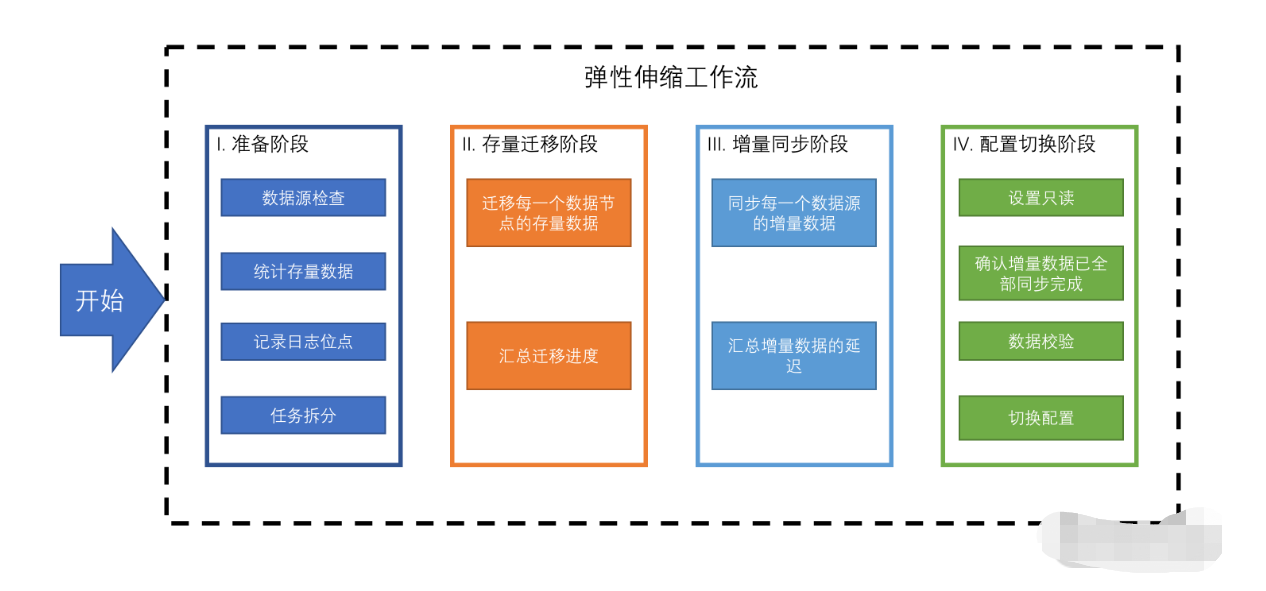 弹性伸缩工作流
开始
I. 准备阶段
数据源检查
统计存量数据
记录日志位点
任务拆分
II. 存量迁移阶段
迁移每一个数据节
点的存量数据
汇总迁移进度
III. 增量同步阶段
同步每一个数据源
的增量数据
汇总增量数据的延
迟
IV. 配置切换阶段
设置只读
确认增量数据已全
部同步完成
数据校验
切换配置